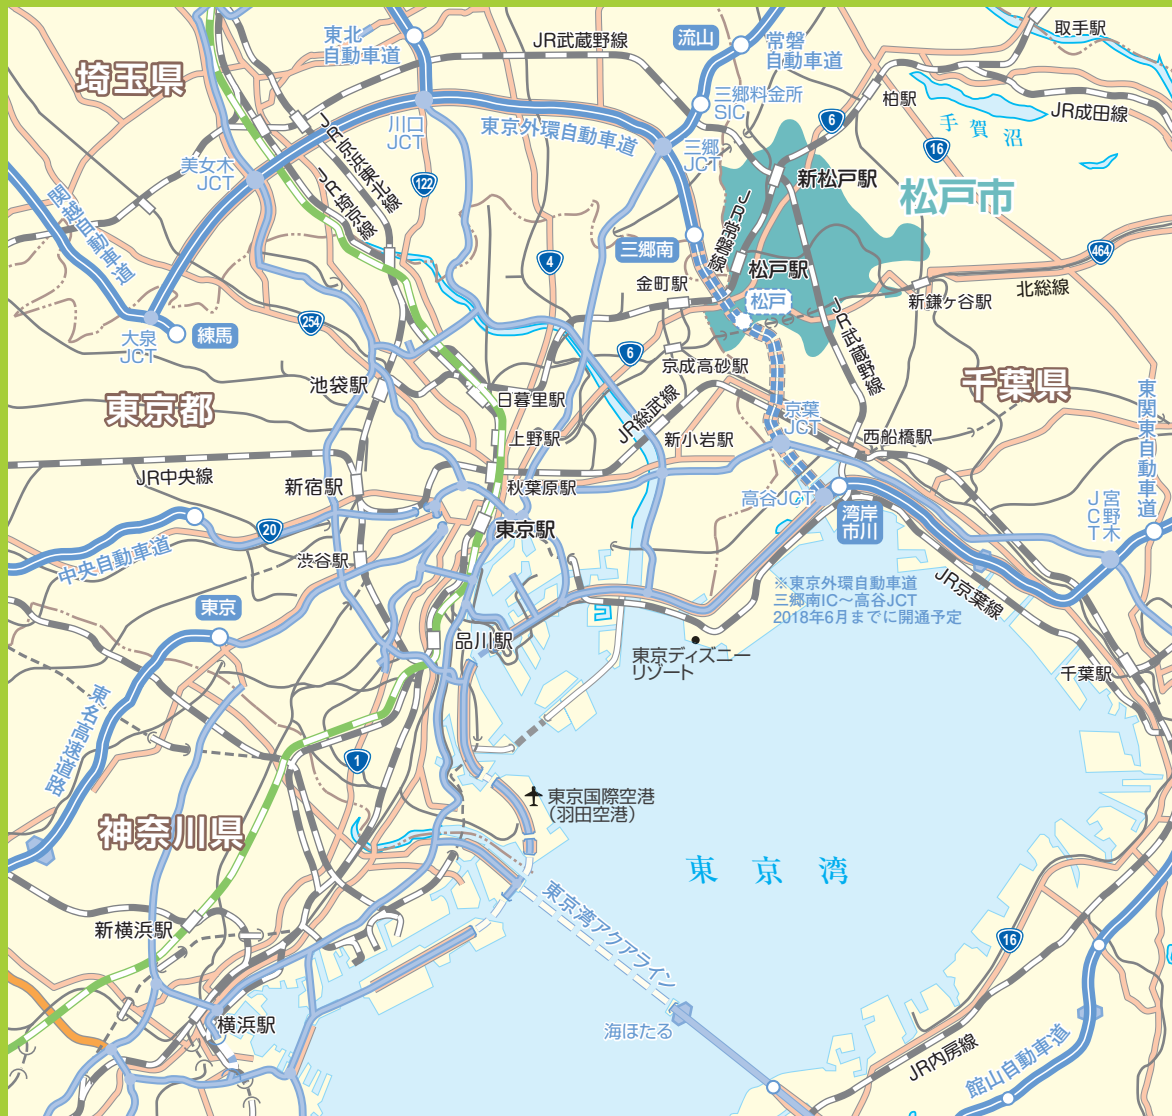 取手駅
東北
自動車道
JR武蔵野線
流山
常磐
自動車道
埼玉県
柏駅
三郷料金所
SIC
JR成田線
手賀沼
川口
JCT
東京外環自動車道
6
16
JR京浜東北線
三郷
JCT
美女木
JCT
122
新松戸駅
松戸市
関越自動車道
JR埼京線
JR常磐線
三郷南
4
松戸駅
464
金町駅
北総線
松戸
新鎌ヶ谷駅
254
大泉
JCT
練馬
6
JR武蔵野線
京成高砂駅
池袋駅
千葉県
東京都
日暮里駅
JR総武線
京葉
JCT
東関東自動車道
上野駅
新小岩駅
西船橋駅
JR中央線
新宿駅
秋葉原駅
高谷JCT
宮野木
JCT
湾岸
市川
20
東京駅
中央自動車道
渋谷駅
JR京葉線
※東京外環自動車道
三郷南IC〜高谷JCT
2018年6月までに開通予定
東京
品川駅
東京ディズニー
リゾート
千葉駅
東名高速道路
1
東京国際空港
(羽田空港)
神奈川県
東京湾
東京湾アクアライン
新横浜駅
16
横浜駅
海ほたる
JR内房線
館山自動車道